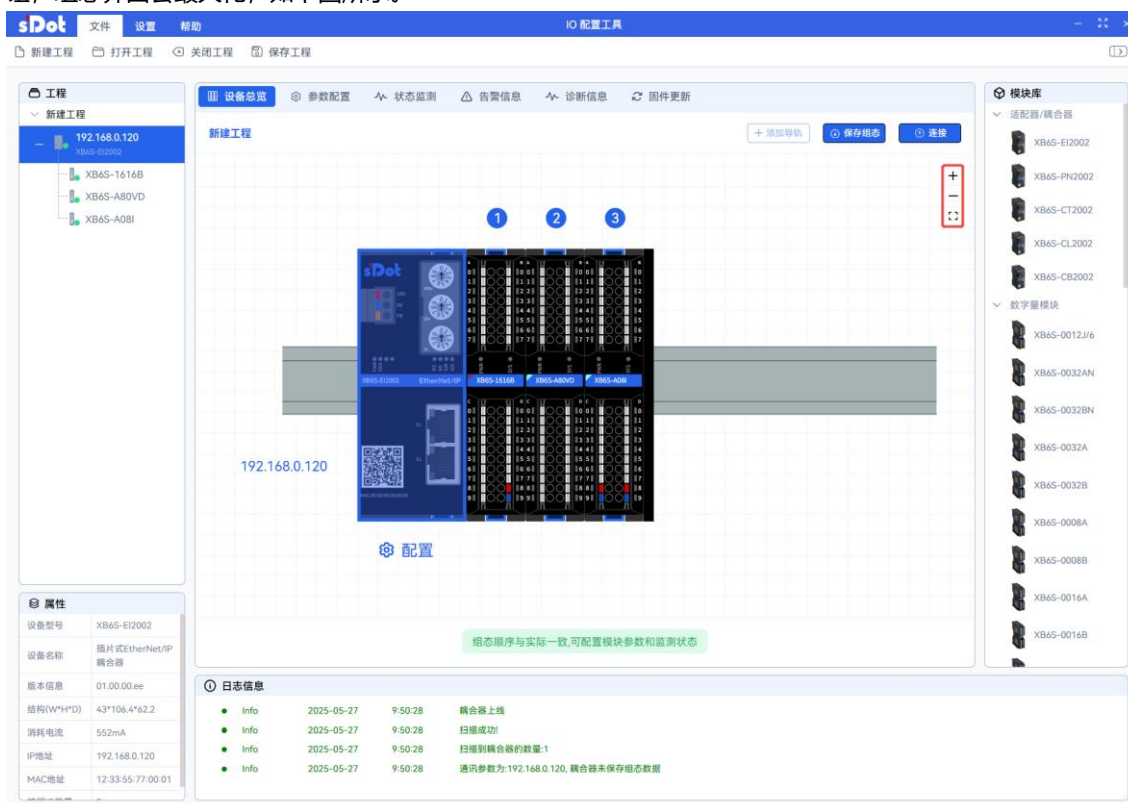 sDot 文件 设置 帮助 IO 配置工具
新建工程 打开工程 关闭工程 保存工程
工程
新建工程
192.168.0.120
XB6S-EI2002
XB6S-1616B
XB6S-A80VD
XB6S-A08I
设备总览 参数配置 状态监测 告警信息 诊断信息 固件更新
新建工程 + 添加导轨 保存组态 连接
1 2 3
sDot
XB6S-EI2002 EtherNet/IP XB6S-1616B XB6S-A80VD XB6S-A08I
192.168.0.120
配置
组态顺序与实际一致,可配置模块参数和监测状态
模块库
适配器/耦合器
XB6S-EI2002
XB6S-PN2002
XB6S-CT2002
XB6S-CL2002
XB6S-CB2002
数字量模块
XB6S-0012J/6
XB6S-0032AN
XB6S-0032BN
XB6S-0032A
XB6S-0032B
XB6S-0008A
XB6S-0008B
XB6S-0016A
XB6S-0016B
属性
设备型号 XB6S-EI2002
设备名称 插片式EtherNet/IP
耦合器
版本信息 01.00.00.ee
结构(W*H*D) 43*106.4*62.2
消耗电流 552mA
IP地址 192.168.0.120
MAC地址 12:33:55:77:00:01
日志信息
Info 2025-05-27 9:50:28 耦合器上线
Info 2025-05-27 9:50:28 扫描成功!
Info 2025-05-27 9:50:28 扫描到耦合器的数量:1
Info 2025-05-27 9:50:28 通讯参数为:192.168.0.120, 耦合器未保存组态数据